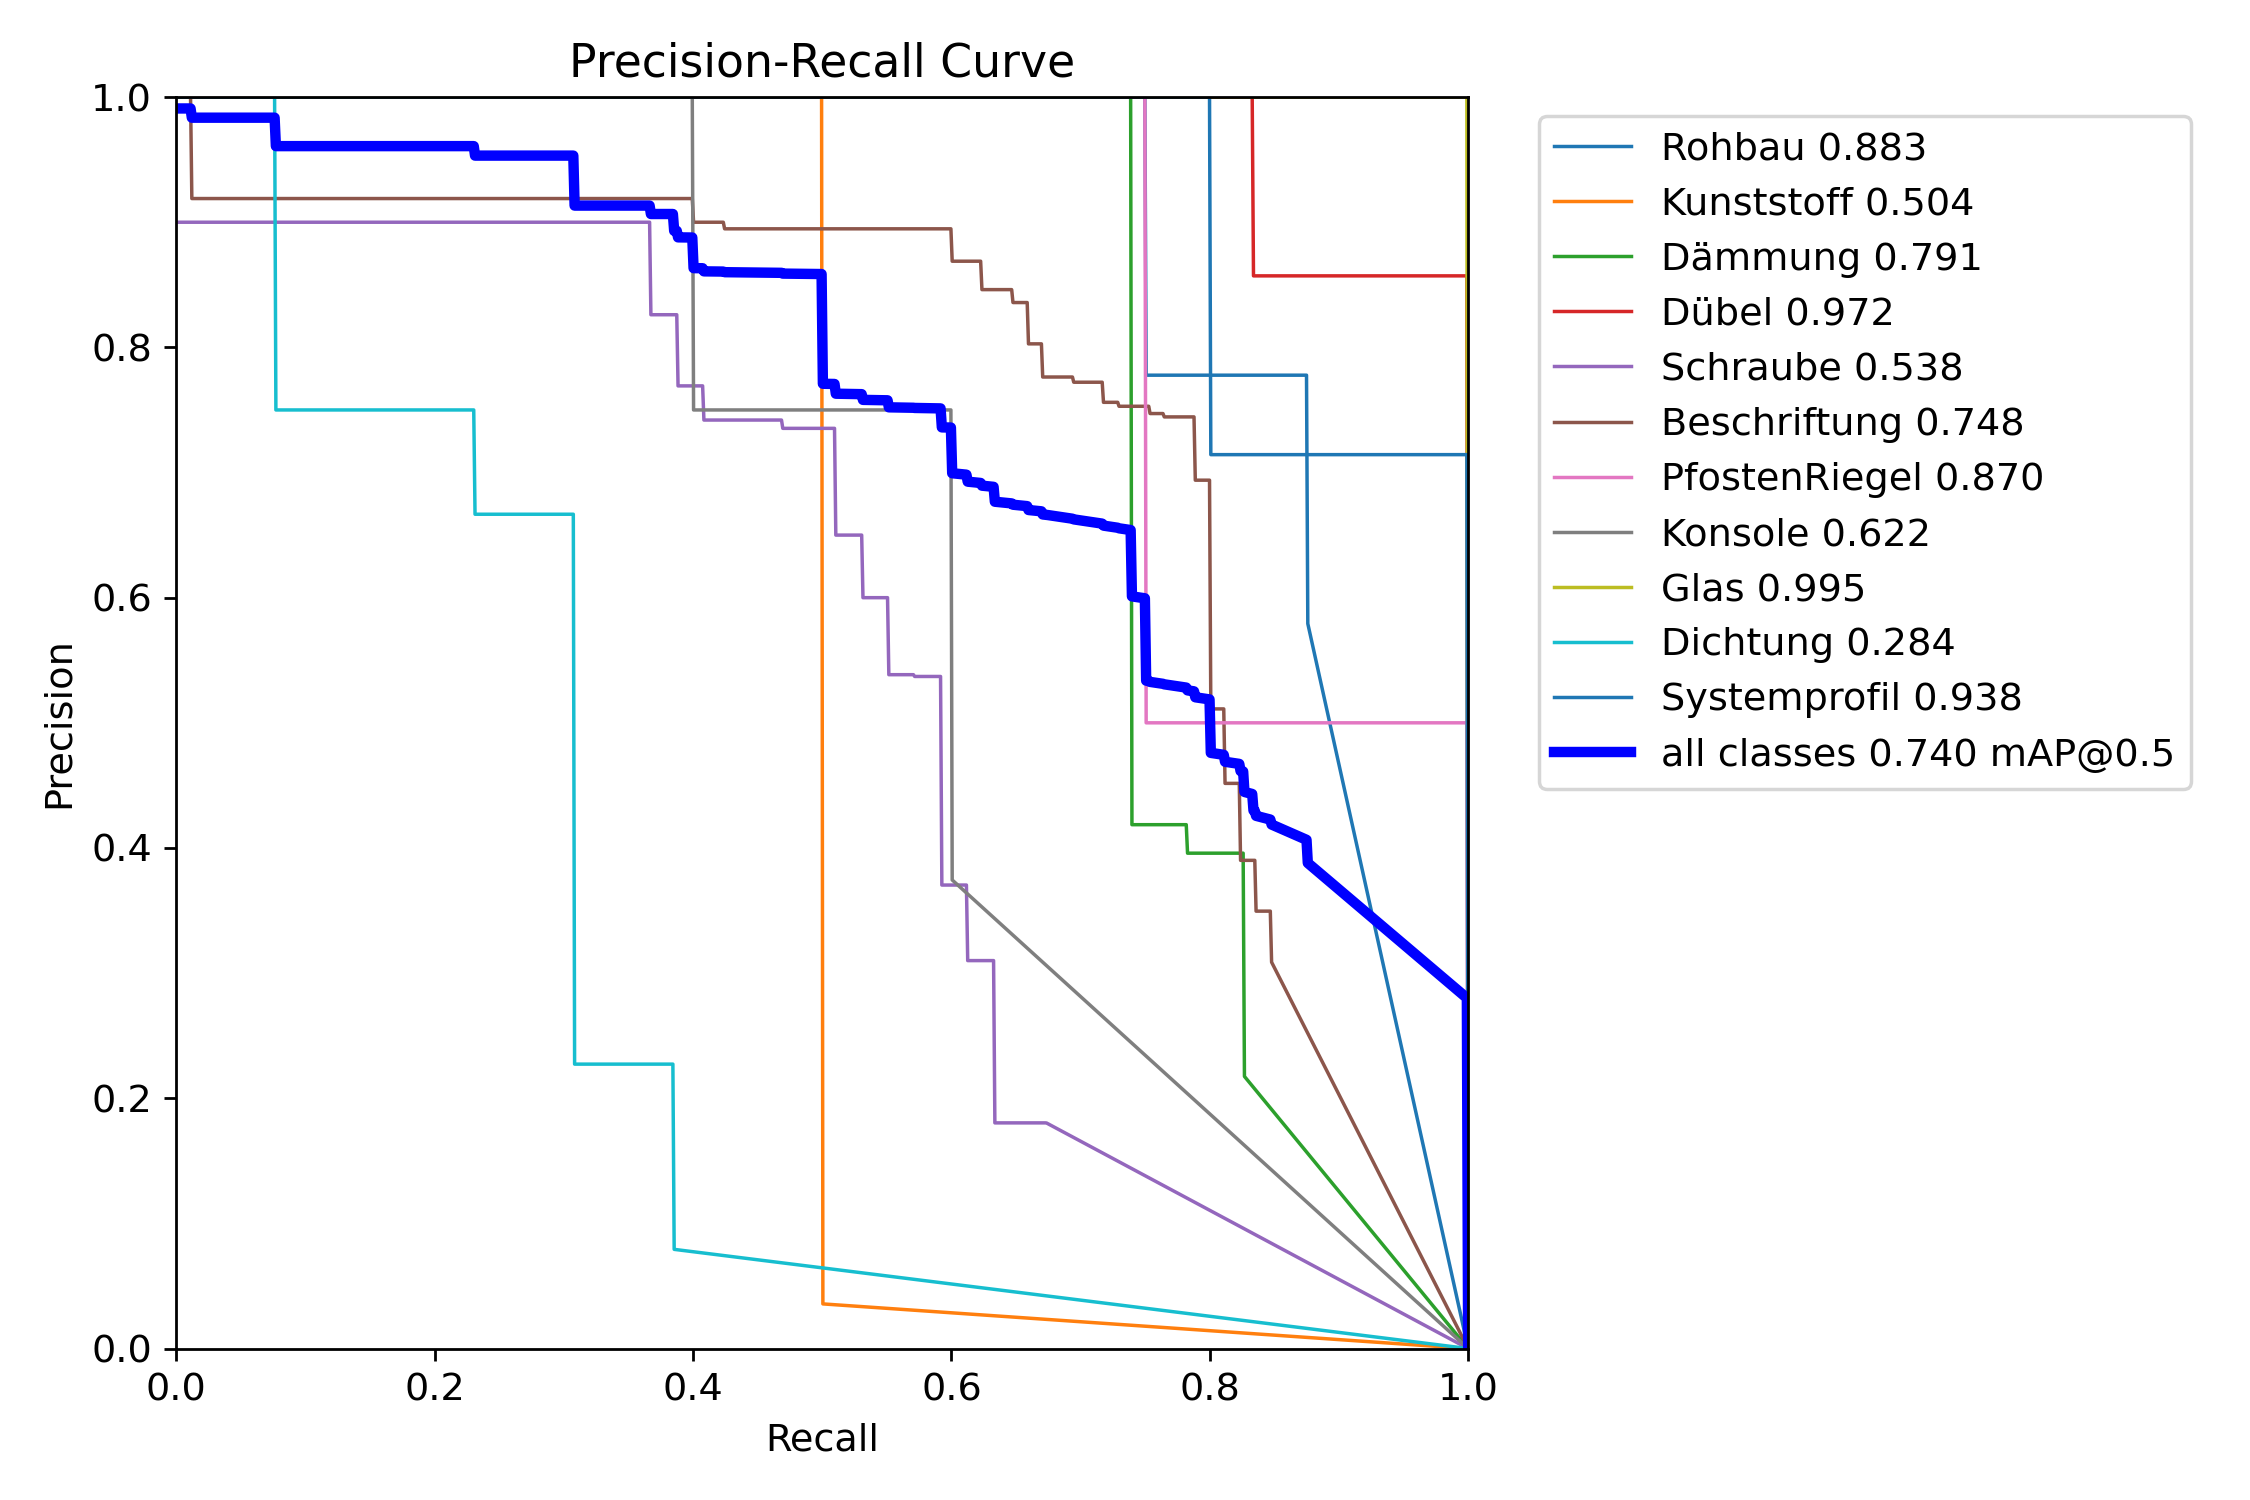 Precision-Recall Curve
1.0
0.8
0.6
0.4
0.2
0.0
Precision
0.0 0.2 0.4 0.6 0.8 1.0
Recall
Rohbau 0.883
Kunststoff 0.504
Dämmung 0.791
Dübel 0.972
Schraube 0.538
Beschriftung 0.748
PfostenRiegel 0.870
Konsole 0.622
Glas 0.995
Dichtung 0.284
Systemprofil 0.938
all classes 0.740 mAP@0.5